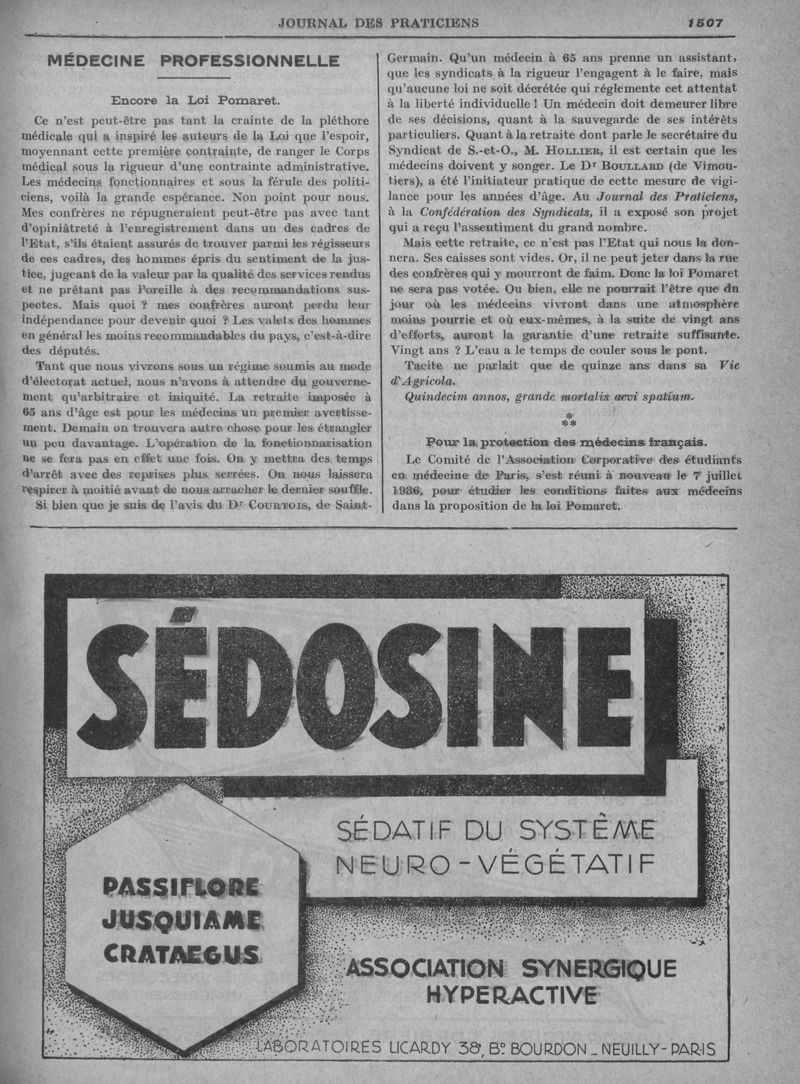 JOURNAL DES PRATICIENS 1507
MÉDECINE PROFESSIONNELLE
Encore la Loi Pomaret.
Ce n'est peut-être pas tant la crainte de la pléthore
médicale qui a inspiré les auteurs de la Loi que l'espoir,
moyennant cette première contrainte, de ranger le Corps
médical sous la rigueur d'une contrainte administrative.
Les médecins fonctionnaires et sous la férule des politi-
ciens, voilà la grande espérance. Non point pour nous.
Mes confrères ne répugneraient peut-être pas avec tant
d'opiniâtreté à l'enregistrement dans un des cadres de
l'Etat, s'ils étaient assurés de trouver parmi les régisseurs
de ces cadres, des hommes épris du sentiment de la jus-
tice, jugeant de la valeur par la qualité des services rendus
et ne prêtant pas l'oreille à des recommandations sus-
pectes. Mais quoi ? mes confrères auront perdu leur
indépendance pour devenir quoi ? Les valets des hommes
en général les moins recommandables du pays, c'est-à-dire
des députés.
Tant que nous vivrons sous un régime soumis au mode
d'électorat actuel, nous n'avons à attendre du gouverne-
ment qu'arbitraire et iniquité. La retraite imposée à
65 ans d'âge est pour les médecins un premier avertisse-
ment. Demain on trouvera autre chose pour les étrangler
un peu davantage. L'opération de la fonctionnarisation
ne se fera pas en effet une fois. On y mettra des temps
d'arrêt avec des reprises plus serrées. On nous laissera
respirer à moitié avant de nous arracher le dernier souffle.
Si bien que je suis de l'avis du Dr COURTOIS, de Saint-
Germain. Qu'un médecin à 65 ans prenne un assistant,
que les syndicats à la rigueur l'engagent à le faire, mais
qu'aucune loi ne soit décrétée qui réglemente cet attentat
à la liberté individuelle ! Un médecin doit demeurer libre
de ses décisions, quant à la sauvegarde de ses intérêts
particuliers. Quant à la retraite dont parle le secrétaire du
Syndicat de S.-et-O., M. HOLLIER, il est certain que les
médecins doivent y songer. Le Dr BOULLARD (de Vimou-
tiers), a été l'initiateur pratique de cette mesure de vigi-
lance pour les années d'âge. Au Journal des Praticiens,
à la Confédération des Syndicats, il a exposé son projet
qui a reçu l'assentiment du grand nombre.
Mais cette retraite, ce n'est pas l'Etat qui nous la don-
nera. Ses caisses sont vides. Or, il ne peut jeter dans la rue
des confrères qui y mourront de faim. Donc la loi Pomaret
ne sera pas votée. Ou bien, elle ne pourrait l'être que du
jour où les médecins vivront dans une atmosphère
moins pourrie et où eux-mêmes, à la suite de vingt ans
d'efforts, auront la garantie d'une retraite suffisante.
Vingt ans ? L'eau a le temps de couler sous le pont.
Tacite ne parlait que de quinze ans dans sa Vie
d'Agricola.
Quindecim annos, grande mortalis aevi spatium.
*
**
Pour la protection des médecins français.
Le Comité de l'Association Corporative des étudiants
en médecine de Paris, s'est réuni à nouveau le 7 juillet
1936, pour étudier les conditions faites aux médecins
dans la proposition de la loi Pomaret.
SÉDOSINE
SÉDATIF DU SYSTÊME
NEURO-VÉGÉTATIF
PASSIFLORE
JUSQUIAME
CRATAEGUS
ASSOCIATION SYNERGIQUE
HYPERACTIVE
LABORATOIRES LICARDY 38, Bd BOURDON _ NEUILLY-PARIS